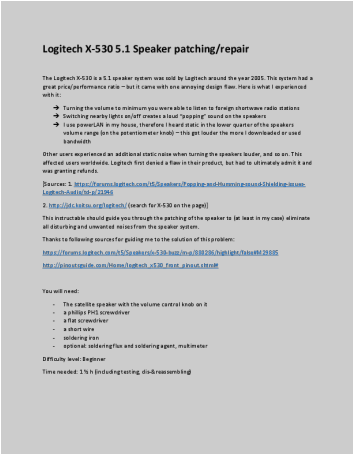 Logitech X-530 5.1 Speaker patching/repair
The Logitech X-530 is a 5.1 speaker system was sold by Logitech around the year 2005. This system had a
great price/performance ratio – but it came with one annoying design flaw. Here is what I experienced
with it:
➔ Turning the volume to minimum you were able to listen to foreign shortwave radio stations
➔ Switching nearby lights on/off creates a loud "popping" sound on the speakers
➔ I use powerLAN in my house, therefore I heard static in the lower quarter of the speakers
volume range (on the potentiometer knob) – this got louder the more I downloaded or used
bandwidth
Other users experienced an additional static noise when turning the speakers louder, and so on. This
affected users worldwide. Logitech first denied a flaw in their product, but had to ultimately admit it and
was granting refunds.
[Sources: 1. https://forums.logitech.com/t5/Speakers/Popping-and-Humming-sound-Shielding-issues-
Logitech-Audio/td-p/
2. http://jdc.koitsu.org/logitech/ (search for X-530 on the page)]
This instructable should guide you through the patching of the speaker to (at least in my case) eliminate
all disturbing and unwanted noises from the speaker system.
Thanks to following sources for guiding me to the solution of this problem:
https://forums.logitech.com/t5/Speakers/x-530-buzz/m-p/
http://pinoutsguide.com/Home/logitech_x530_front_pinout.shtml#
You will need:
- The satellite speaker with the volume control knob on it
- a phillips PH1 screwdriver
- a flat screwdriver
- a short wire
- soldering iron
- optional: soldering flux and soldering agent, multimeter
Difficulty level: Beginner
Time needed: 1 ½ h (including testing, dis-&reassembling)